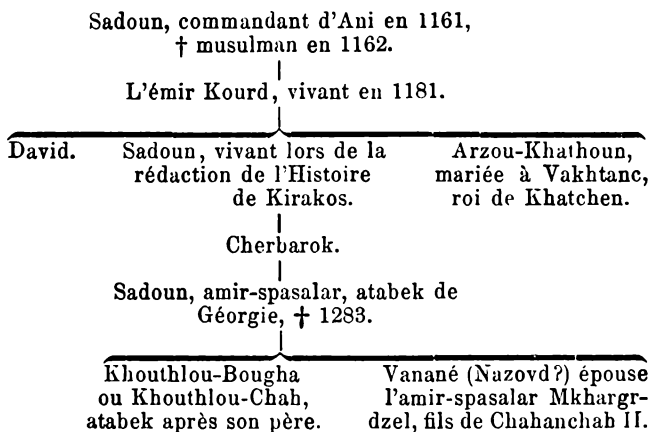 Sadoun, commandant d'Ani en 1161,
† musulman en 1162.
L'émir Kourd, vivant en 1181.
David.
Sadoun, vivant lors de la
rédaction de l'Histoire
de Kirakos.
Arzou-Khathoun,
mariée à Vakhtanc,
roi de Khatchen.
Cherbarok.
Sadoun, amir-spasalar, atabek de
Géorgie, † 1283.
Khouthlou-Bougha
ou Khouthlou-Chah,
atabek après son père.
Vanané (Nazovd?) épouse
l'amir-spasalar Mkhargr-
dzel, fils de Chahanchah II.